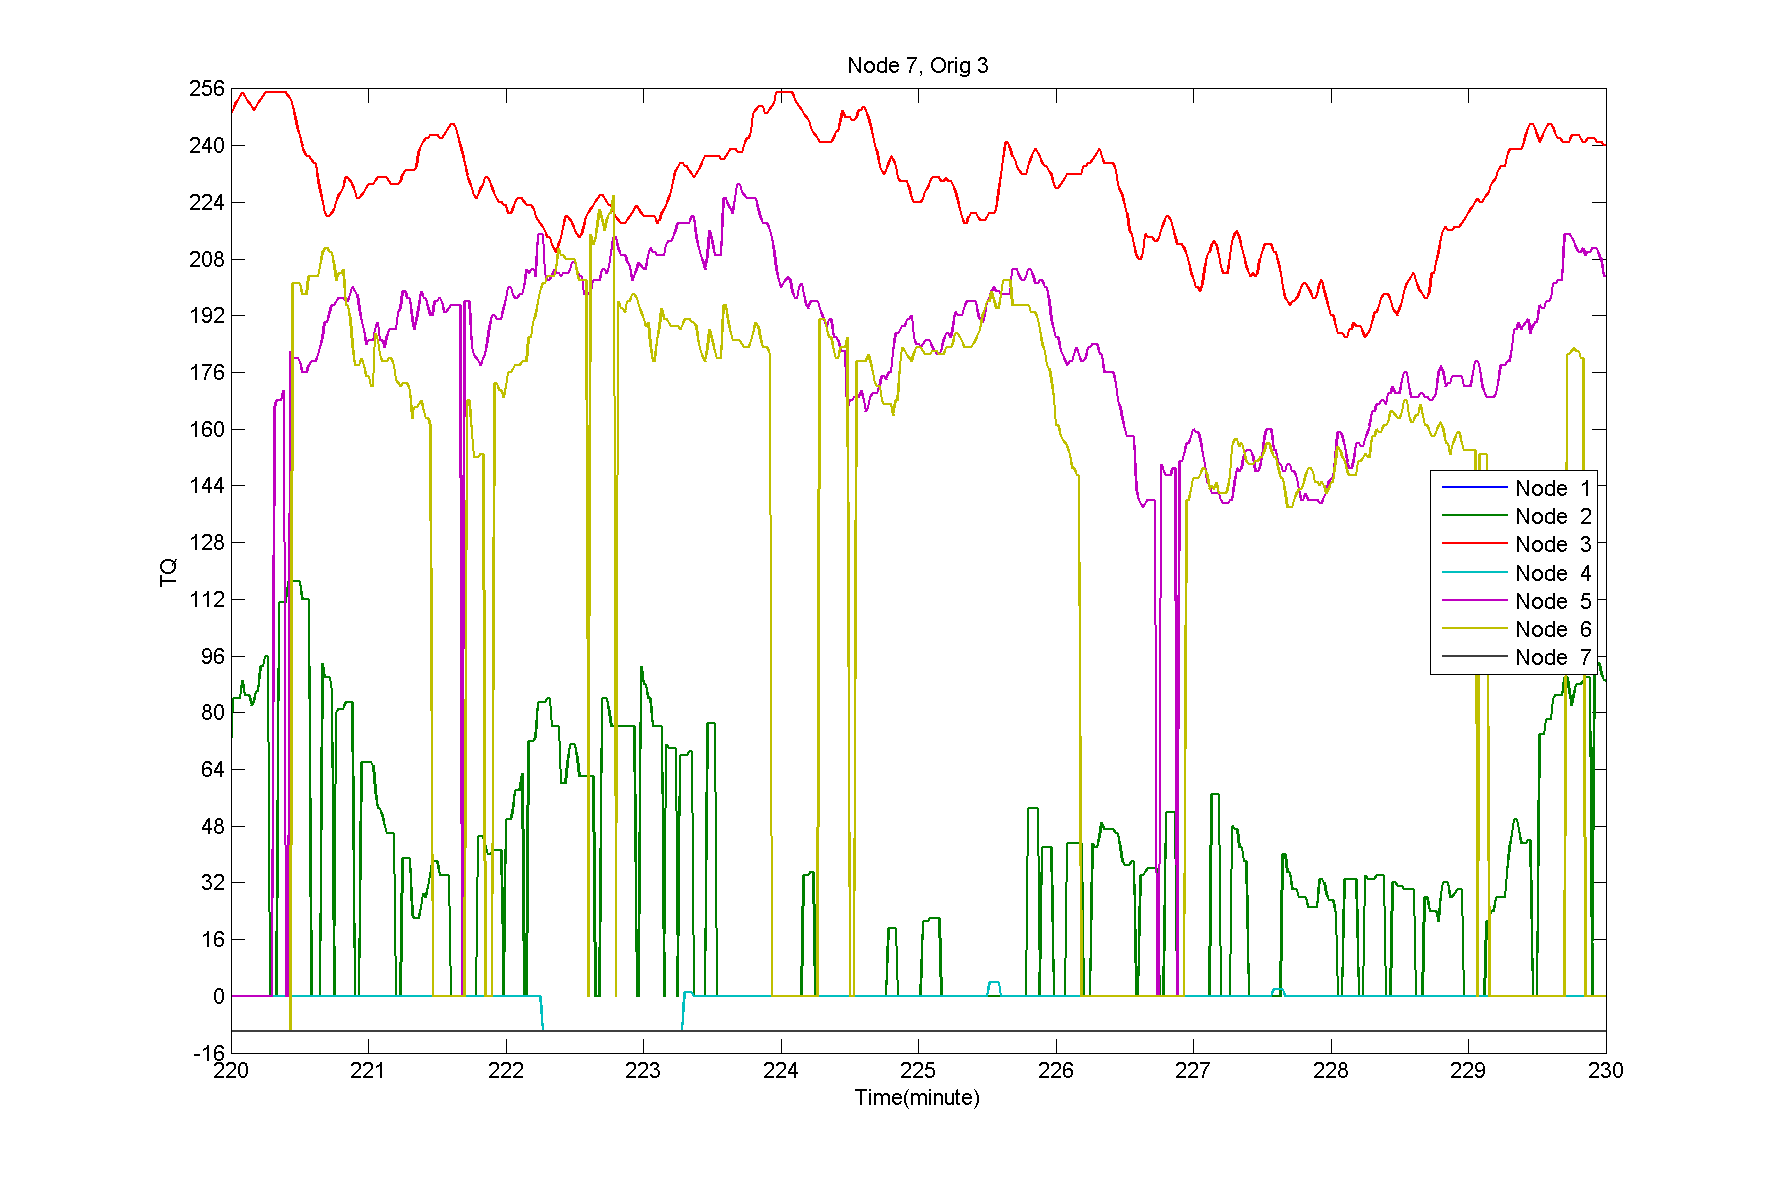 Node 7, Orig 3
256
240
224
208
192
176
160
144
128
112
96
80
64
48
32
16
0
-16
TQ
Node 1
Node 2
Node 3
Node 4
Node 5
Node 6
Node 7
220 221 222 223 224 225 226 227 228 229 230
Time(minute)